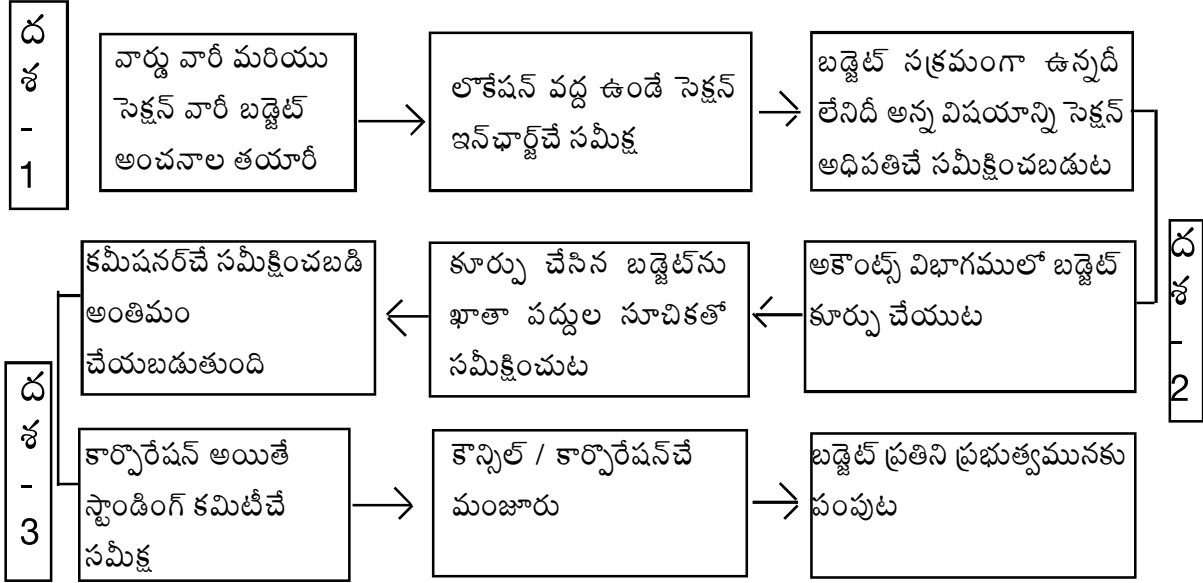 ద
శ
-
1
వార్డు వారీ మరియు
సెక్షన్ వారీ బడ్జెట్
అంచనాల తయారీ
లొకేషన్ వద్ద ఉండే సెక్షన్
ఇన్‌ఛార్జ్‌చే సమీక్ష
బడ్జెట్ సక్రమంగా ఉన్నదీ
లేనిదీ అన్న విషయాన్ని సెక్షన్
అధిపతిచే సమీక్షించబడుట
ద
శ
-
2
అకౌంట్స్ విభాగములో బడ్జెట్
కూర్పు చేయుట
కూర్పు చేసిన బడ్జెట్‌ను
ఖాతా పద్దుల సూచికతో
సమీక్షించుట
కమీషనర్‌చే సమీక్షించబడి
అంతిమం
చేయబడుతుంది
ద
శ
-
3
కార్పొరేషన్ అయితే
స్టాండింగ్ కమిటీచే
సమీక్ష
కౌన్సిల్ / కార్పొరేషన్‌చే
మంజూరు
బడ్జెట్ ప్రతిని ప్రభుత్వమునకు
పంపుట